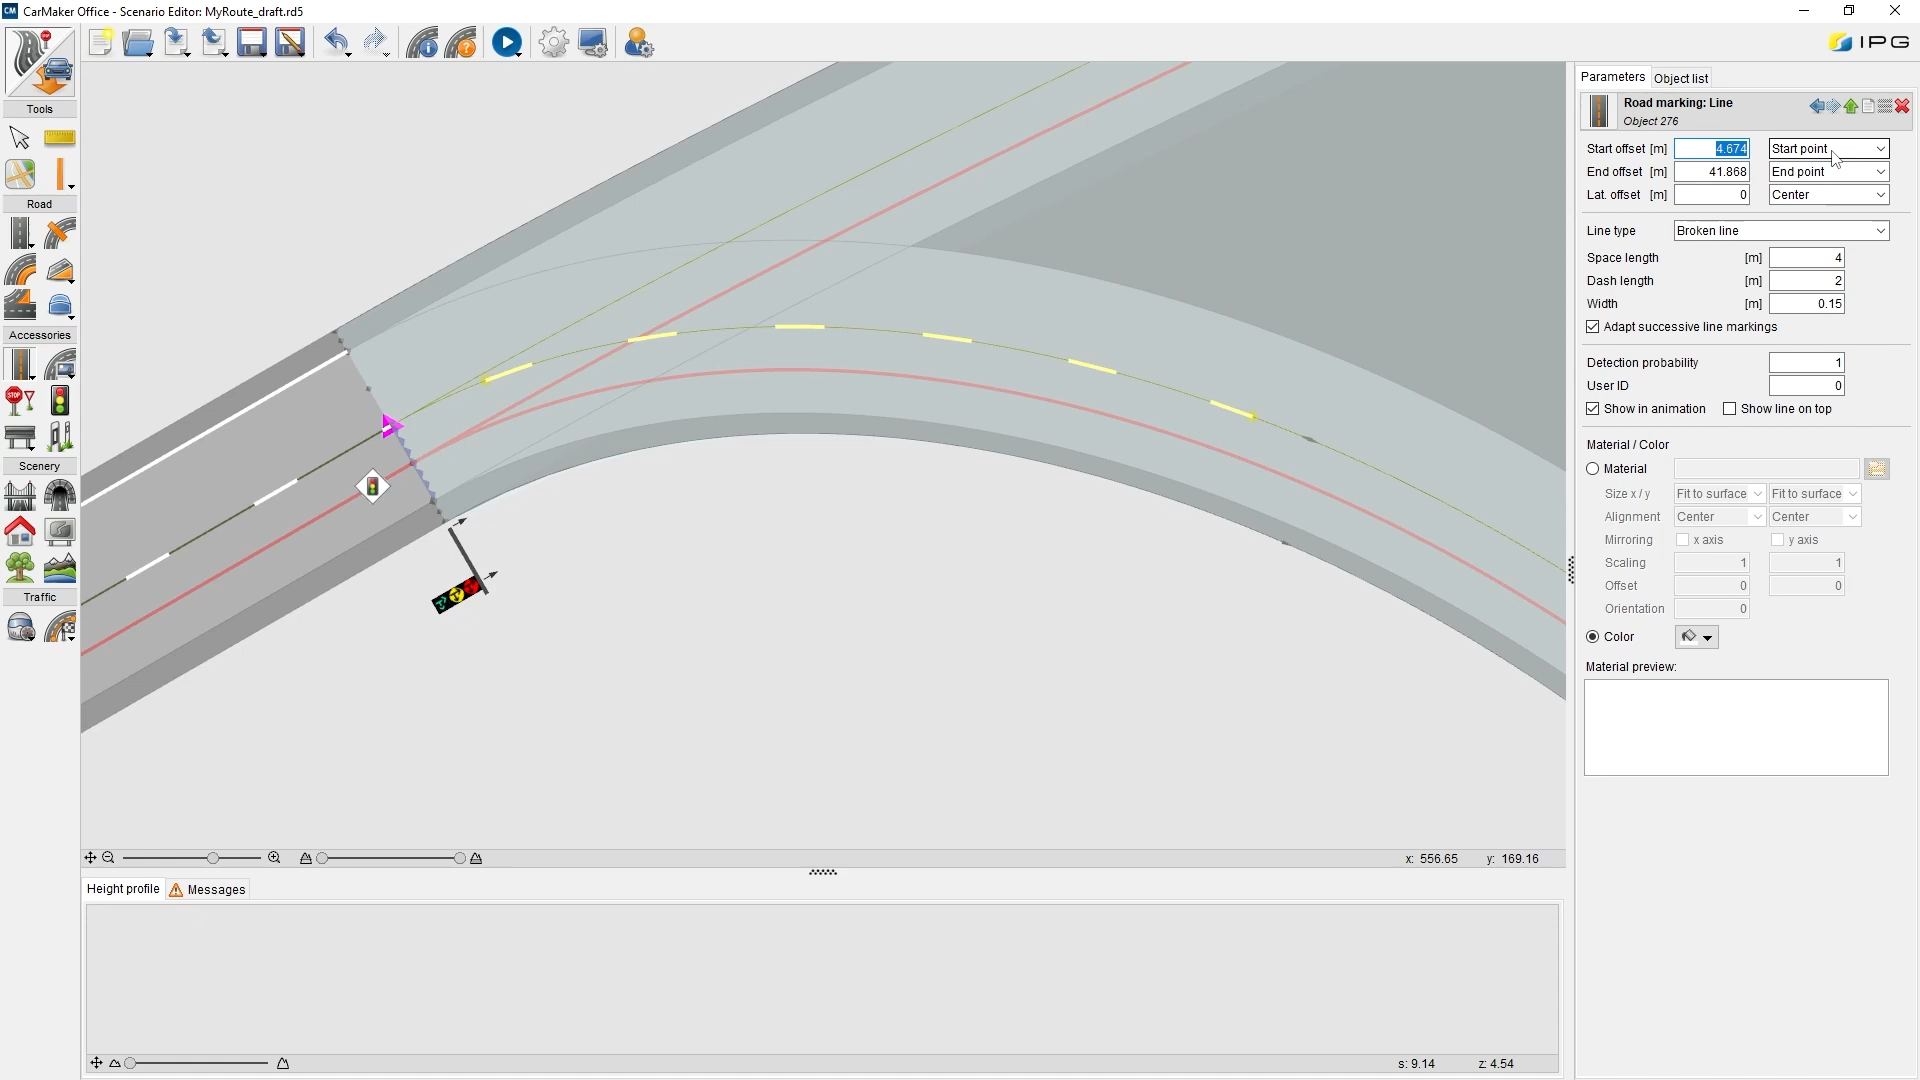 CM CarMaker Office - Scenario Editor: MyRoute_draft.rd5
IPG
Tools
Road
Accessories
STOP
Scenery
Traffic
x: 556.65 y: 169.16
Height profile Messages
s: 9.14 z: 4.54
Parameters Object list
Road marking: Line
Object 276
Start offset [m] 4.674 Start point
End offset [m] 41.868 End point
Lat. offset [m] 0 Center
Line type Broken line
Space length [m] 4
Dash length [m] 2
Width [m] 0.15
Adapt successive line markings
Detection probability 1
User ID 0
Show in animation Show line on top
Material / Color
Material
Size x / y Fit to surface Fit to surface
Alignment Center Center
Mirroring x axis y axis
Scaling 1 1
Offset 0 0
Orientation 0
Color
Material preview: